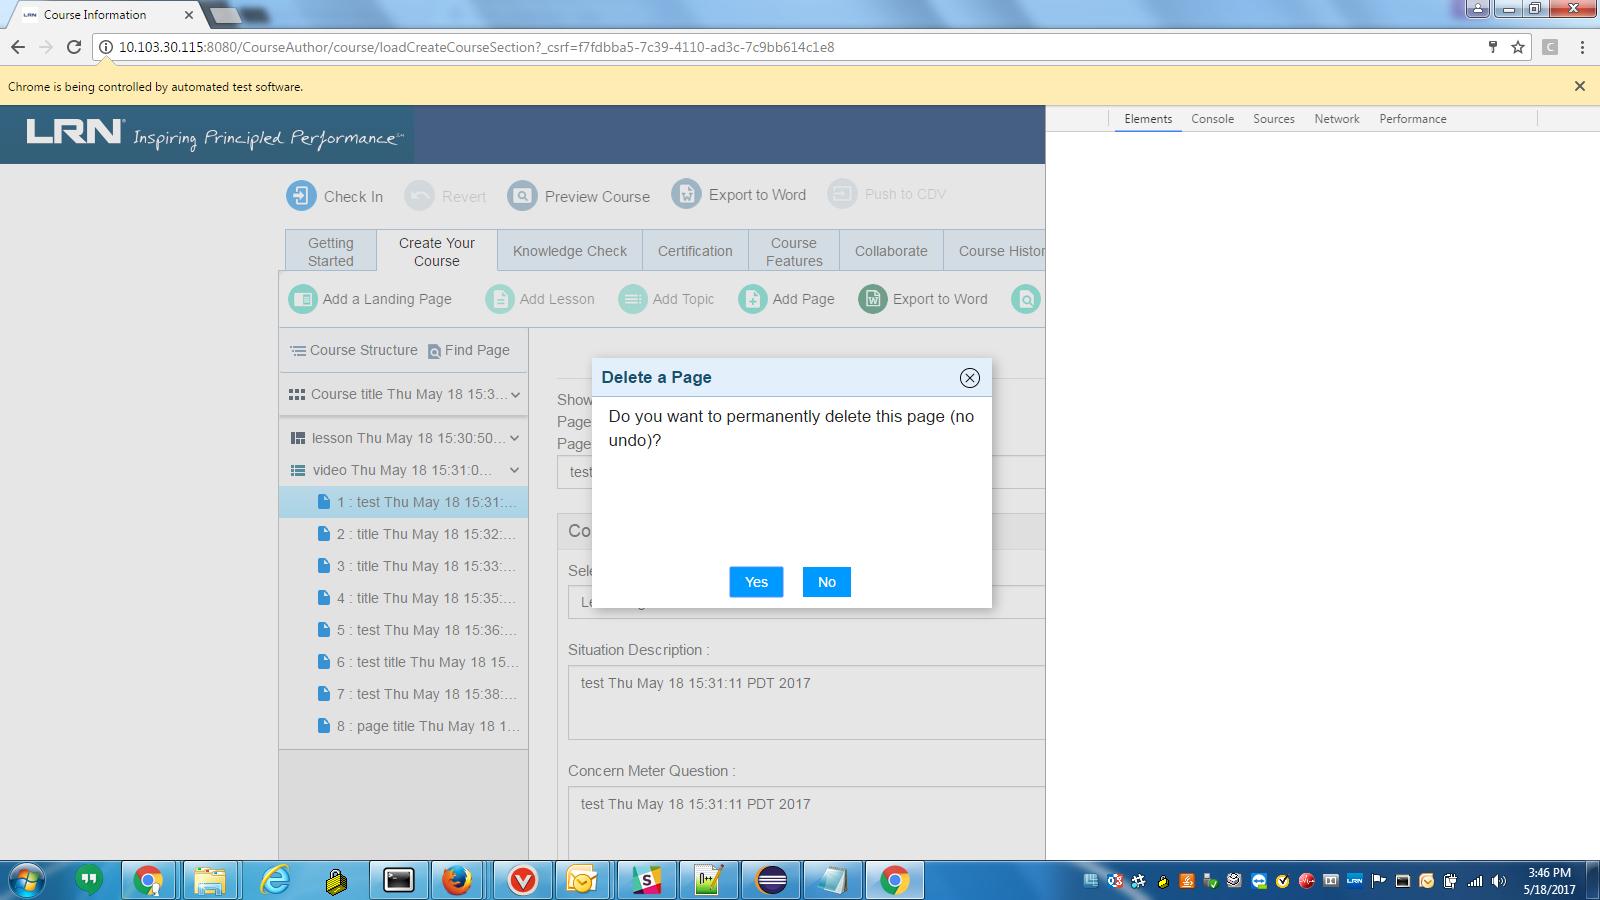 LRN Course Information
10.103.30.115:8080/CourseAuthor/course/loadCreateCourseSection?_csrf=f7fdbba5-7c39-4110-ad3c-7c9bb614c1e8
C
Chrome is being controlled by automated test software.
LRN Inspiring Principled Performance
Elements Console Sources Network Performance
Check In Revert Preview Course Export to Word Push to CDV
Getting Started
Create Your Course
Knowledge Check
Certification
Course Features
Collaborate
Course Histor
Add a Landing Page Add Lesson Add Topic Add Page Export to Word
Course Structure Find Page
Course title Thu May 18 15:3...
lesson Thu May 18 15:30:50...
video Thu May 18 15:31:0...
1 : test Thu May 18 15:31:...
2 : title Thu May 18 15:32:...
3 : title Thu May 18 15:33:...
4 : title Thu May 18 15:35:...
5 : test Thu May 18 15:36:...
6 : test title Thu May 18 15...
7 : test Thu May 18 15:38:...
8 : page title Thu May 18 1...
Show
Page
Page
test
Co
Sele
Situation Description :
test Thu May 18 15:31:11 PDT 2017
Concern Meter Question :
test Thu May 18 15:31:11 PDT 2017
Delete a Page
Do you want to permanently delete this page (no
undo)?
Yes No
3:46 PM
5/18/2017